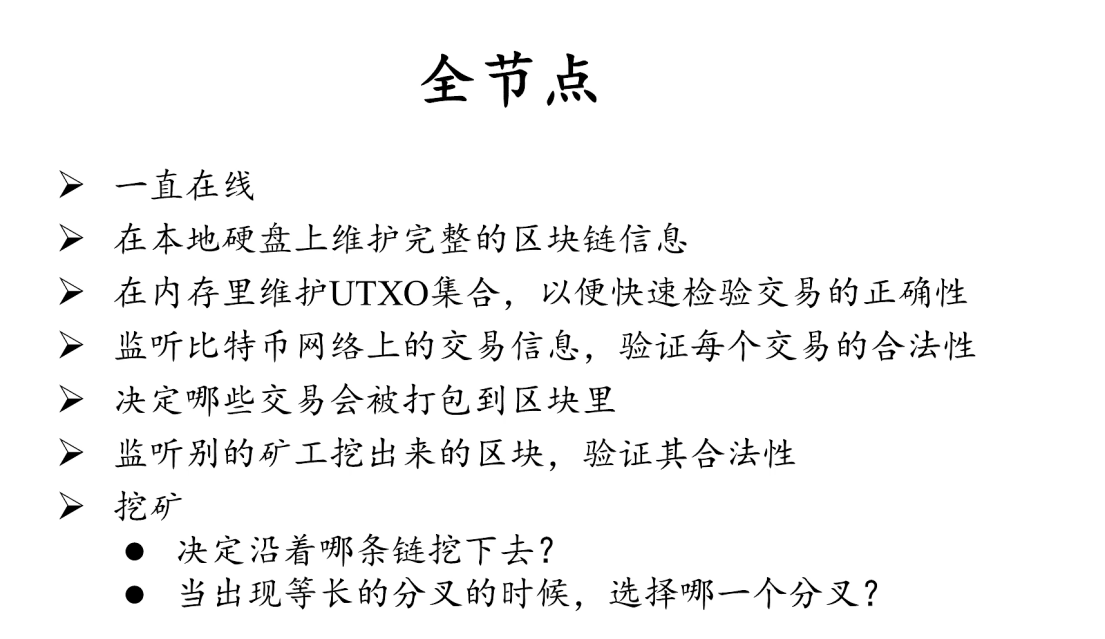 全节点
➢ 一直在线
➢ 在本地硬盘上维护完整的区块链信息
➢ 在内存里维护UTXO集合，以便快速检验交易的正确性
➢ 监听比特币网络上的交易信息，验证每个交易的合法性
➢ 决定哪些交易会被打包到区块里
➢ 监听别的矿工挖出来的区块，验证其合法性
➢ 挖矿
● 决定沿着哪条链挖下去？
● 当出现等长的分叉的时候，选择哪一个分叉？